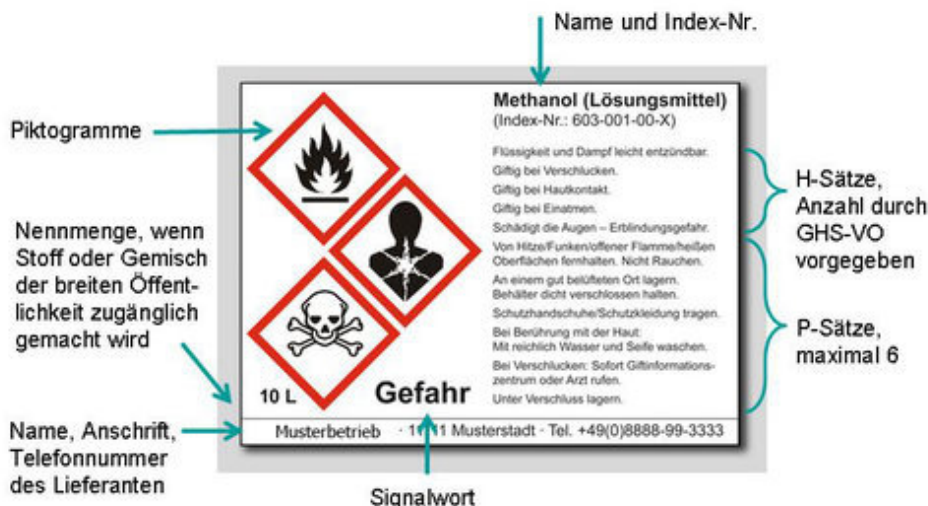 Name und Index-Nr.
Piktogramme
Nennmenge, wenn
Stoff oder Gemisch
der breiten Öffent-
lichkeit zugänglich
gemacht wird
Name, Anschrift,
Telefonnummer
des Lieferanten
Methanol (Lösungsmittel)
(Index-Nr.: 603-001-00-X)
Flüssigkeit und Dampf leicht entzündbar.
Giftig bei Verschlucken.
Giftig bei Hautkontakt.
Giftig bei Einatmen.
Schädigt die Augen – Erblindungsgefahr.
Von Hitze/Funken/offener Flamme/heißen
Oberflächen fernhalten. Nicht Rauchen.
An einem gut belüfteten Ort lagern.
Behälter dicht verschlossen halten.
Schutzhandschuhe/Schutzkleidung tragen.
Bei Berührung mit der Haut:
Mit reichlich Wasser und Seife waschen.
Bei Verschlucken: Sofort Giftinformations-
zentrum oder Arzt rufen.
Unter Verschluss lagern.
10 L
Gefahr
Musterbetrieb · Musterstadt · Tel. +49(0)8888-99-3333
H-Sätze,
Anzahl durch
GHS-VO
vorgegeben
P-Sätze,
maximal 6
Signalwort